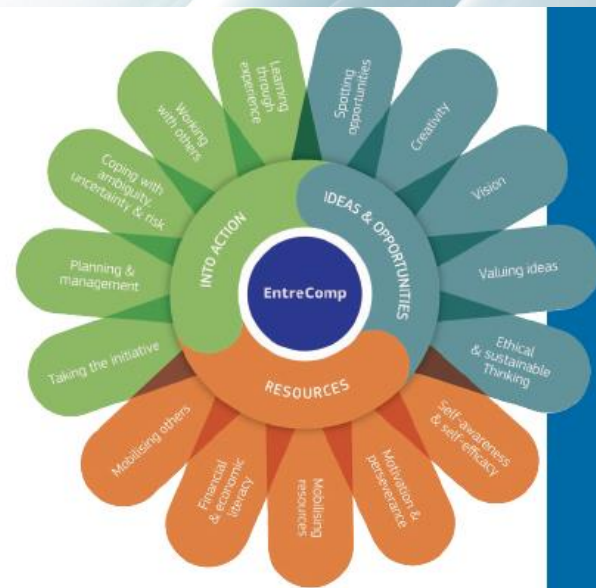 EntreComp
IDEAS & OPPORTUNITIES
Spotting
opportunities
Creativity
Vision
Valuing ideas
Ethical
& sustainable
Thinking
RESOURCES
Self-awareness
& self-efficacy
Motivation &
perseverance
Mobilising
resources
Financial
& economic
literacy
Mobilising others
INTO ACTION
Taking the initiative
Planning &
management
Coping with
ambiguity,
uncertainty & risk
Working
with others
Learning
through
experience